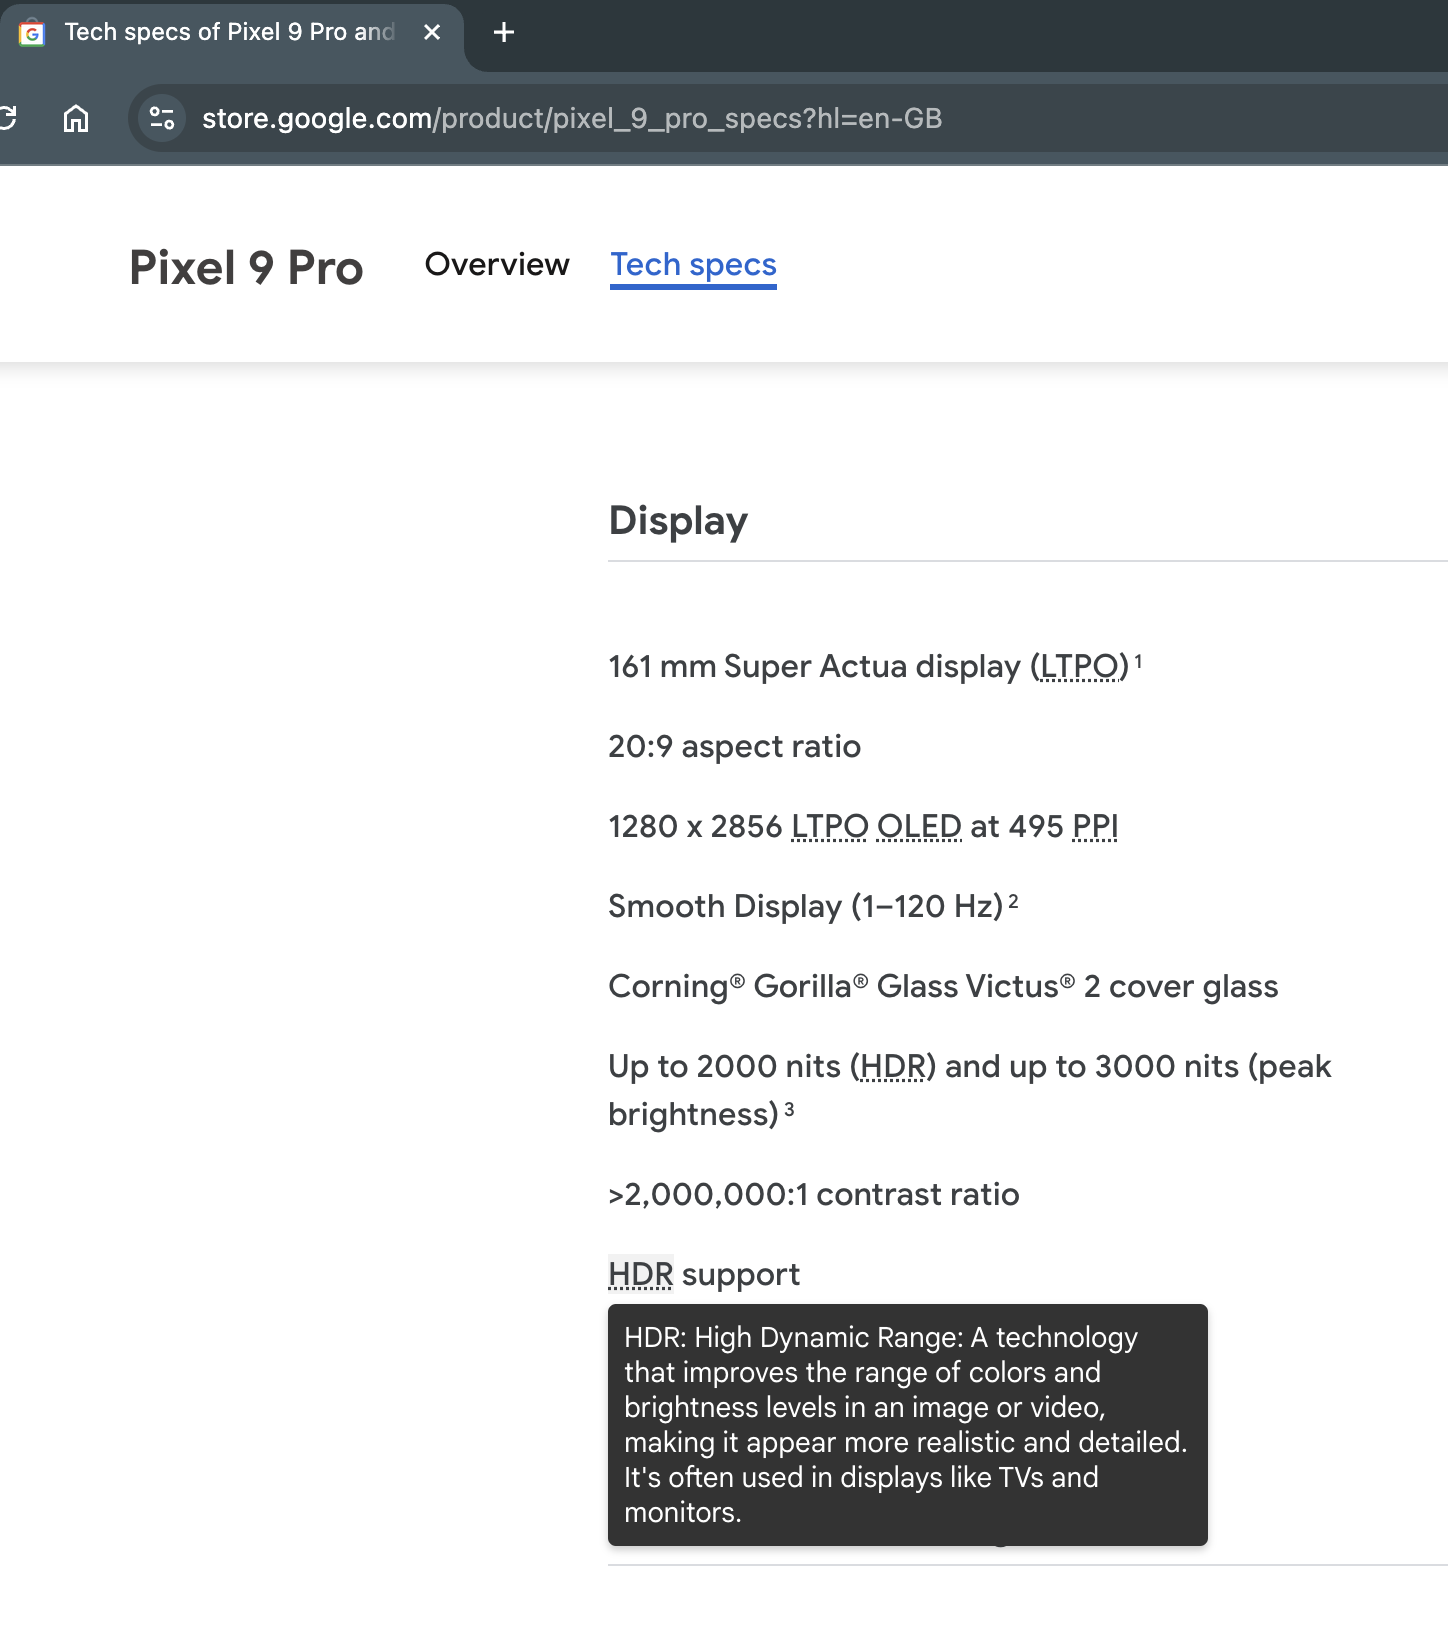 Tech specs of Pixel 9 Pro and
store.google.com/product/pixel_9_pro_specs?hl=en-GB
Pixel 9 Pro Overview Tech specs
Display
161 mm Super Actua display (LTPO) 1
20:9 aspect ratio
1280 x 2856 LTPO OLED at 495 PPI
Smooth Display (1–120 Hz) 2
Corning® Gorilla® Glass Victus® 2 cover glass
Up to 2000 nits (HDR) and up to 3000 nits (peak
brightness) 3
>2,000,000:1 contrast ratio
HDR support
HDR: High Dynamic Range: A technology
that improves the range of colors and
brightness levels in an image or video,
making it appear more realistic and detailed.
It's often used in displays like TVs and
monitors.